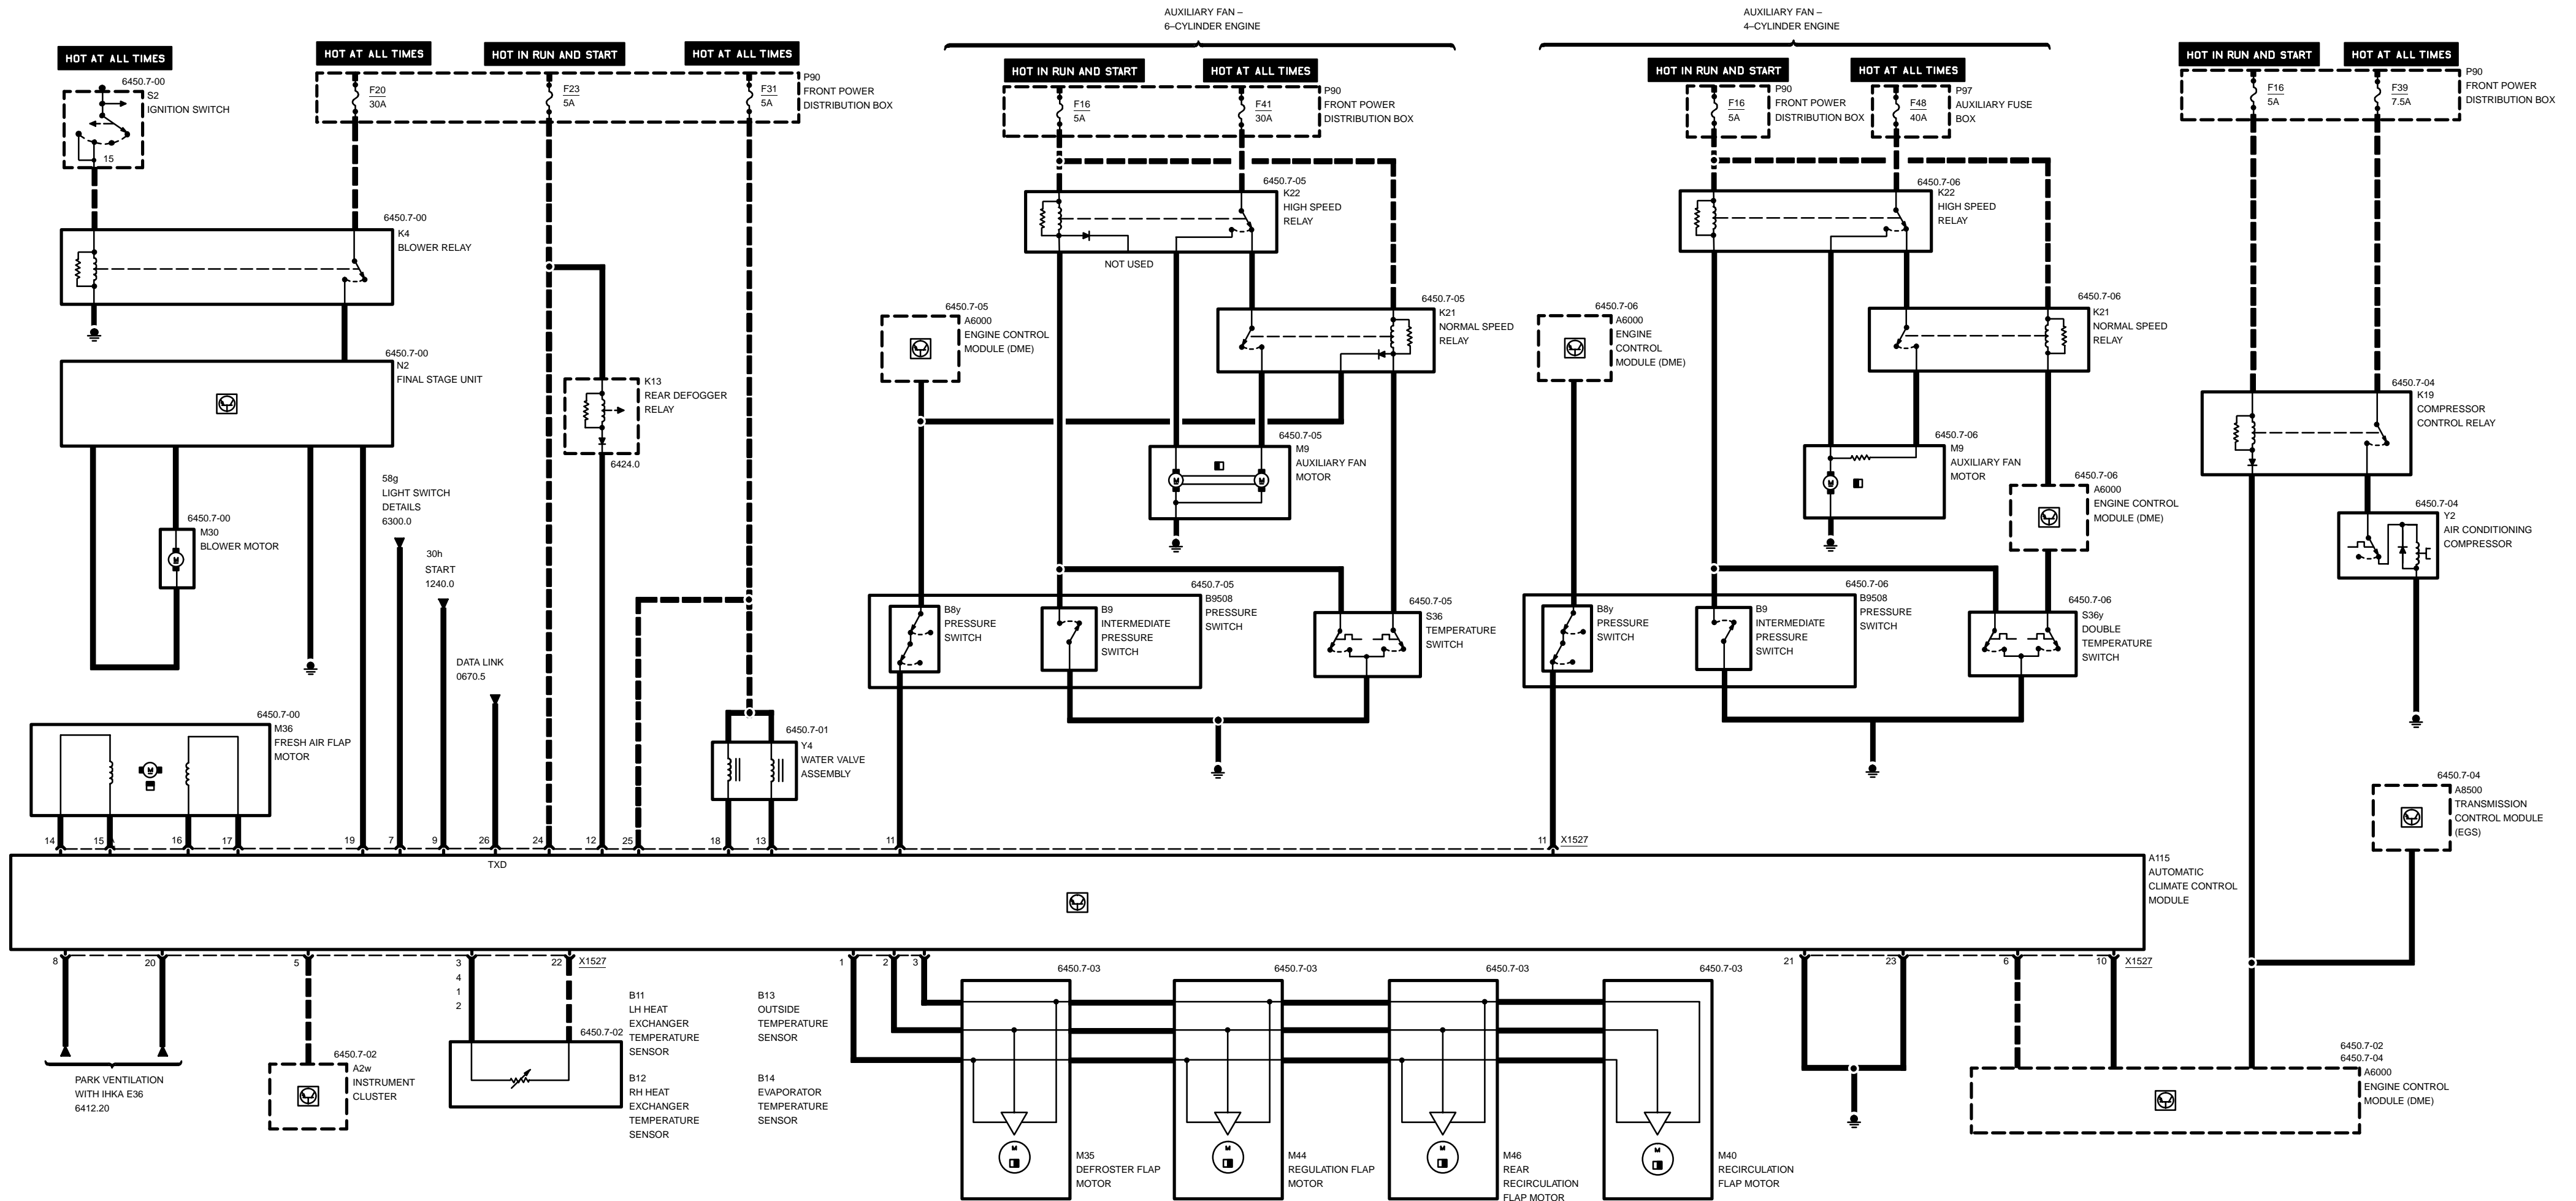 AUXILIARY FAN –
6–CYLINDER ENGINE
AUXILIARY FAN –
4–CYLINDER ENGINE
HOT AT ALL TIMES
HOT AT ALL TIMES
HOT IN RUN AND START
HOT AT ALL TIMES
HOT IN RUN AND START
HOT AT ALL TIMES
HOT IN RUN AND START
HOT AT ALL TIMES
HOT IN RUN AND START
HOT AT ALL TIMES
6450.7-00
S2
IGNITION SWITCH
15
F20
30A
F23
5A
F31
5A
P90
FRONT POWER
DISTRIBUTION BOX
F16
5A
F41
30A
P90
FRONT POWER
DISTRIBUTION BOX
F16
5A
P90
FRONT POWER
DISTRIBUTION BOX
F48
40A
P97
AUXILIARY FUSE
BOX
F16
5A
F39
7.5A
P90
FRONT POWER
DISTRIBUTION BOX
6450.7-00
K4
BLOWER RELAY
6450.7-05
K22
HIGH SPEED
RELAY
NOT USED
6450.7-06
K22
HIGH SPEED
RELAY
6450.7-05
A6000
ENGINE CONTROL
MODULE (DME)
6450.7-05
K21
NORMAL SPEED
RELAY
6450.7-06
A6000
ENGINE
CONTROL
MODULE (DME)
6450.7-06
K21
NORMAL SPEED
RELAY
6450.7-00
N2
FINAL STAGE UNIT
K13
REAR DEFOGGER
RELAY
6424.0
6450.7-04
K19
COMPRESSOR
CONTROL RELAY
6450.7-05
M9
AUXILIARY FAN
MOTOR
M
M
6450.7-06
M9
AUXILIARY FAN
MOTOR
M
6450.7-06
A6000
ENGINE CONTROL
MODULE (DME)
6450.7-04
Y2
AIR CONDITIONING
COMPRESSOR
58g
LIGHT SWITCH
DETAILS
6300.0
6450.7-00
M30
BLOWER MOTOR
M
30h
START
1240.0
DATA LINK
0670.5
B8y
PRESSURE
SWITCH
B9
INTERMEDIATE
PRESSURE
SWITCH
6450.7-05
B9508
PRESSURE
SWITCH
6450.7-05
S36
TEMPERATURE
SWITCH
B8y
PRESSURE
SWITCH
B9
INTERMEDIATE
PRESSURE
SWITCH
6450.7-06
B9508
PRESSURE
SWITCH
6450.7-06
S36y
DOUBLE
TEMPERATURE
SWITCH
6450.7-00
M36
FRESH AIR FLAP
MOTOR
M
6450.7-01
Y4
WATER VALVE
ASSEMBLY
6450.7-04
A8500
TRANSMISSION
CONTROL MODULE
(EGS)
14
15
16
17
19
7
9
26
24
12
25
18
13
11
11
X1527
TXD
A115
AUTOMATIC
CLIMATE CONTROL
MODULE
8
20
5
3
4
1
2
22
X1527
1
2
3
21
23
6
10
X1527
PARK VENTILATION
WITH IHKA E36
6412.20
6450.7-02
A2w
INSTRUMENT
CLUSTER
6450.7-02
B11
LH HEAT
EXCHANGER
TEMPERATURE
SENSOR
B12
RH HEAT
EXCHANGER
TEMPERATURE
SENSOR
B13
OUTSIDE
TEMPERATURE
SENSOR
B14
EVAPORATOR
TEMPERATURE
SENSOR
6450.7-03
M
M35
DEFROSTER FLAP
MOTOR
6450.7-03
M
M44
REGULATION FLAP
MOTOR
6450.7-03
M
M46
REAR
RECIRCULATION
FLAP MOTOR
6450.7-03
M
M40
RECIRCULATION
FLAP MOTOR
6450.7-02
6450.7-04
A6000
ENGINE CONTROL
MODULE (DME)